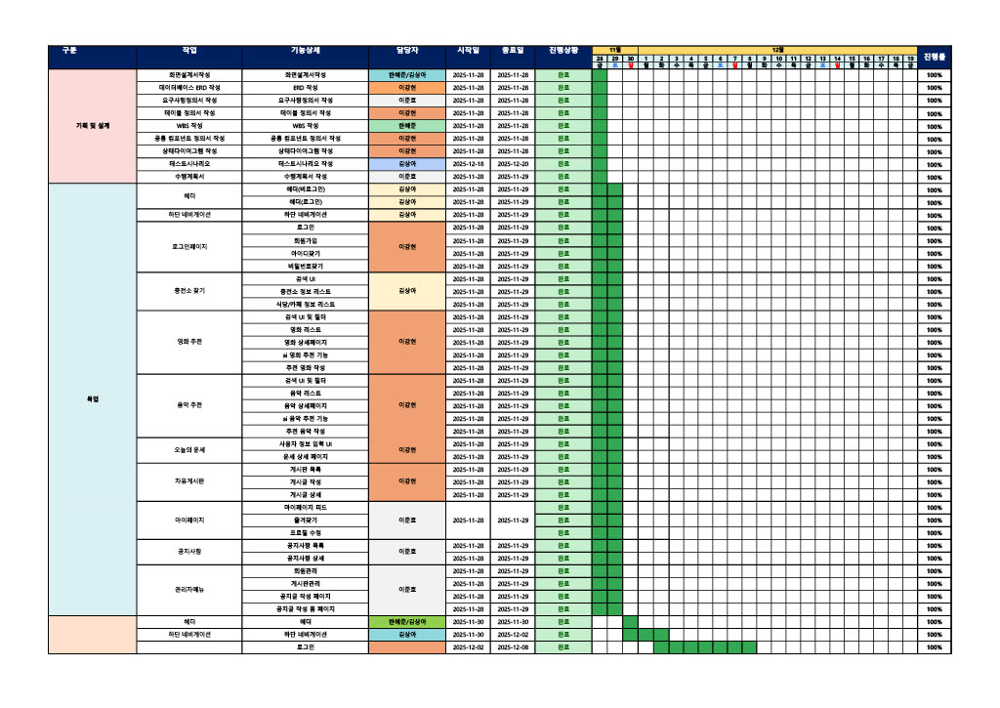 구분 작업 기능상세 담당자 시작일 종료일 진행상황 11월 12월 진행률
28 29 30 1 2 3 4 5 6 7 8 9 10 11 12 13 14 15 16 17 18 19
금 토 일 월 화 수 목 금 토 일 월 화 수 목 금 토 일 월 화 수 목 금
기획 및 설계
화면설계서작성 화면설계서작성 한혜준/김상아 2025-11-28 2025-11-28 완료 100%
데이터베이스 ERD 작성 ERD 작성 이강현 2025-11-28 2025-11-28 완료 100%
요구사항정의서 작성 요구사항정의서 작성 이준호 2025-11-28 2025-11-28 완료 100%
테이블 정의서 작성 테이블 정의서 작성 이강현 2025-11-28 2025-11-28 완료 100%
WBS 작성 WBS 작성 한혜준 2025-11-28 2025-11-28 완료 100%
공통 컴포넌트 정의서 작성 공통 컴포넌트 정의서 작성 이강현 2025-11-28 2025-11-28 완료 100%
상태다이어그램 작성 상태다이어그램 작성 이강현 2025-11-28 2025-11-28 완료 100%
테스트시나리오 테스트시나리오 작성 김상아 2025-12-18 2025-12-20 완료 100%
수행계획서 수행계획서 작성 이준호 2025-11-28 2025-11-29 완료 100%
목업
헤더 헤더(비로그인) 김상아 2025-11-28 2025-11-29 완료 100%
헤더(로그인) 김상아 2025-11-28 2025-11-29 완료 100%
하단 네비게이션 하단 네비게이션 김상아 2025-11-28 2025-11-29 완료 100%
로그인페이지 로그인 이강현 2025-11-28 2025-11-29 완료 100%
회원가입 2025-11-28 2025-11-29 완료 100%
아이디찾기 2025-11-28 2025-11-29 완료 100%
비밀번호찾기 2025-11-28 2025-11-29 완료 100%
충전소 찾기 검색 UI 김상아 2025-11-28 2025-11-29 완료 100%
충전소 정보 리스트 2025-11-28 2025-11-29 완료 100%
식당/카페 정보 리스트 2025-11-28 2025-11-29 완료 100%
영화 추천 검색 UI 및 필터 이강현 2025-11-28 2025-11-29 완료 100%
영화 리스트 2025-11-28 2025-11-29 완료 100%
영화 상세페이지 2025-11-28 2025-11-29 완료 100%
ai 영화 추천 기능 2025-11-28 2025-11-29 완료 100%
추천 영화 작성 2025-11-28 2025-11-29 완료 100%
음악 추천 검색 UI 및 필터 이강현 2025-11-28 2025-11-29 완료 100%
음악 리스트 2025-11-28 2025-11-29 완료 100%
음악 상세페이지 2025-11-28 2025-11-29 완료 100%
ai 음악 추천 기능 2025-11-28 2025-11-29 완료 100%
추천 음악 작성 2025-11-28 2025-11-29 완료 100%
오늘의 운세 사용자 정보 입력 UI 이강현 2025-11-28 2025-11-29 완료 100%
운세 상세 페이지 2025-11-28 2025-11-29 완료 100%
자유게시판 게시판 목록 이강현 2025-11-28 2025-11-29 완료 100%
게시글 작성 2025-11-28 2025-11-29 완료 100%
게시글 상세 2025-11-28 2025-11-29 완료 100%
마이페이지 마이페이지 피드 이준호 2025-11-28 2025-11-29 완료 100%
즐겨찾기 완료 100%
프로필 수정 완료 100%
공지사항 공지사항 목록 이준호 2025-11-28 2025-11-29 완료 100%
공지사항 상세 2025-11-28 2025-11-29 완료 100%
관리자메뉴 회원관리 이준호 2025-11-28 2025-11-29 완료 100%
게시판관리 2025-11-28 2025-11-29 완료 100%
공지글 작성 페이지 2025-11-28 2025-11-29 완료 100%
공지글 작성 폼 페이지 2025-11-28 2025-11-29 완료 100%
헤더 헤더 한혜준/김상아 2025-11-30 2025-11-30 완료 100%
하단 네비게이션 하단 네비게이션 김상아 2025-11-30 2025-12-02 완료 100%
로그인 2025-12-02 2025-12-08 완료 100%